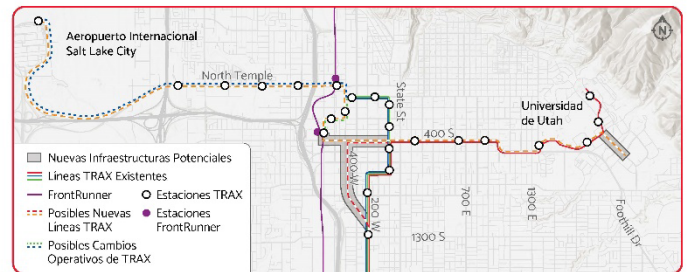 Aeropuerto Internacional
Salt Lake City
N
North Temple
State St
Universidad
de Utah
400 S
400 W
200 W
700 E
1300 E
Foothill Dr
1300 S
Nuevas Infraestructuras Potenciales
Líneas TRAX Existentes
FrontRunner
Estaciones TRAX
Posibles Nuevas
Líneas TRAX
Estaciones
FrontRunner
Posibles Cambios
Operativos de TRAX